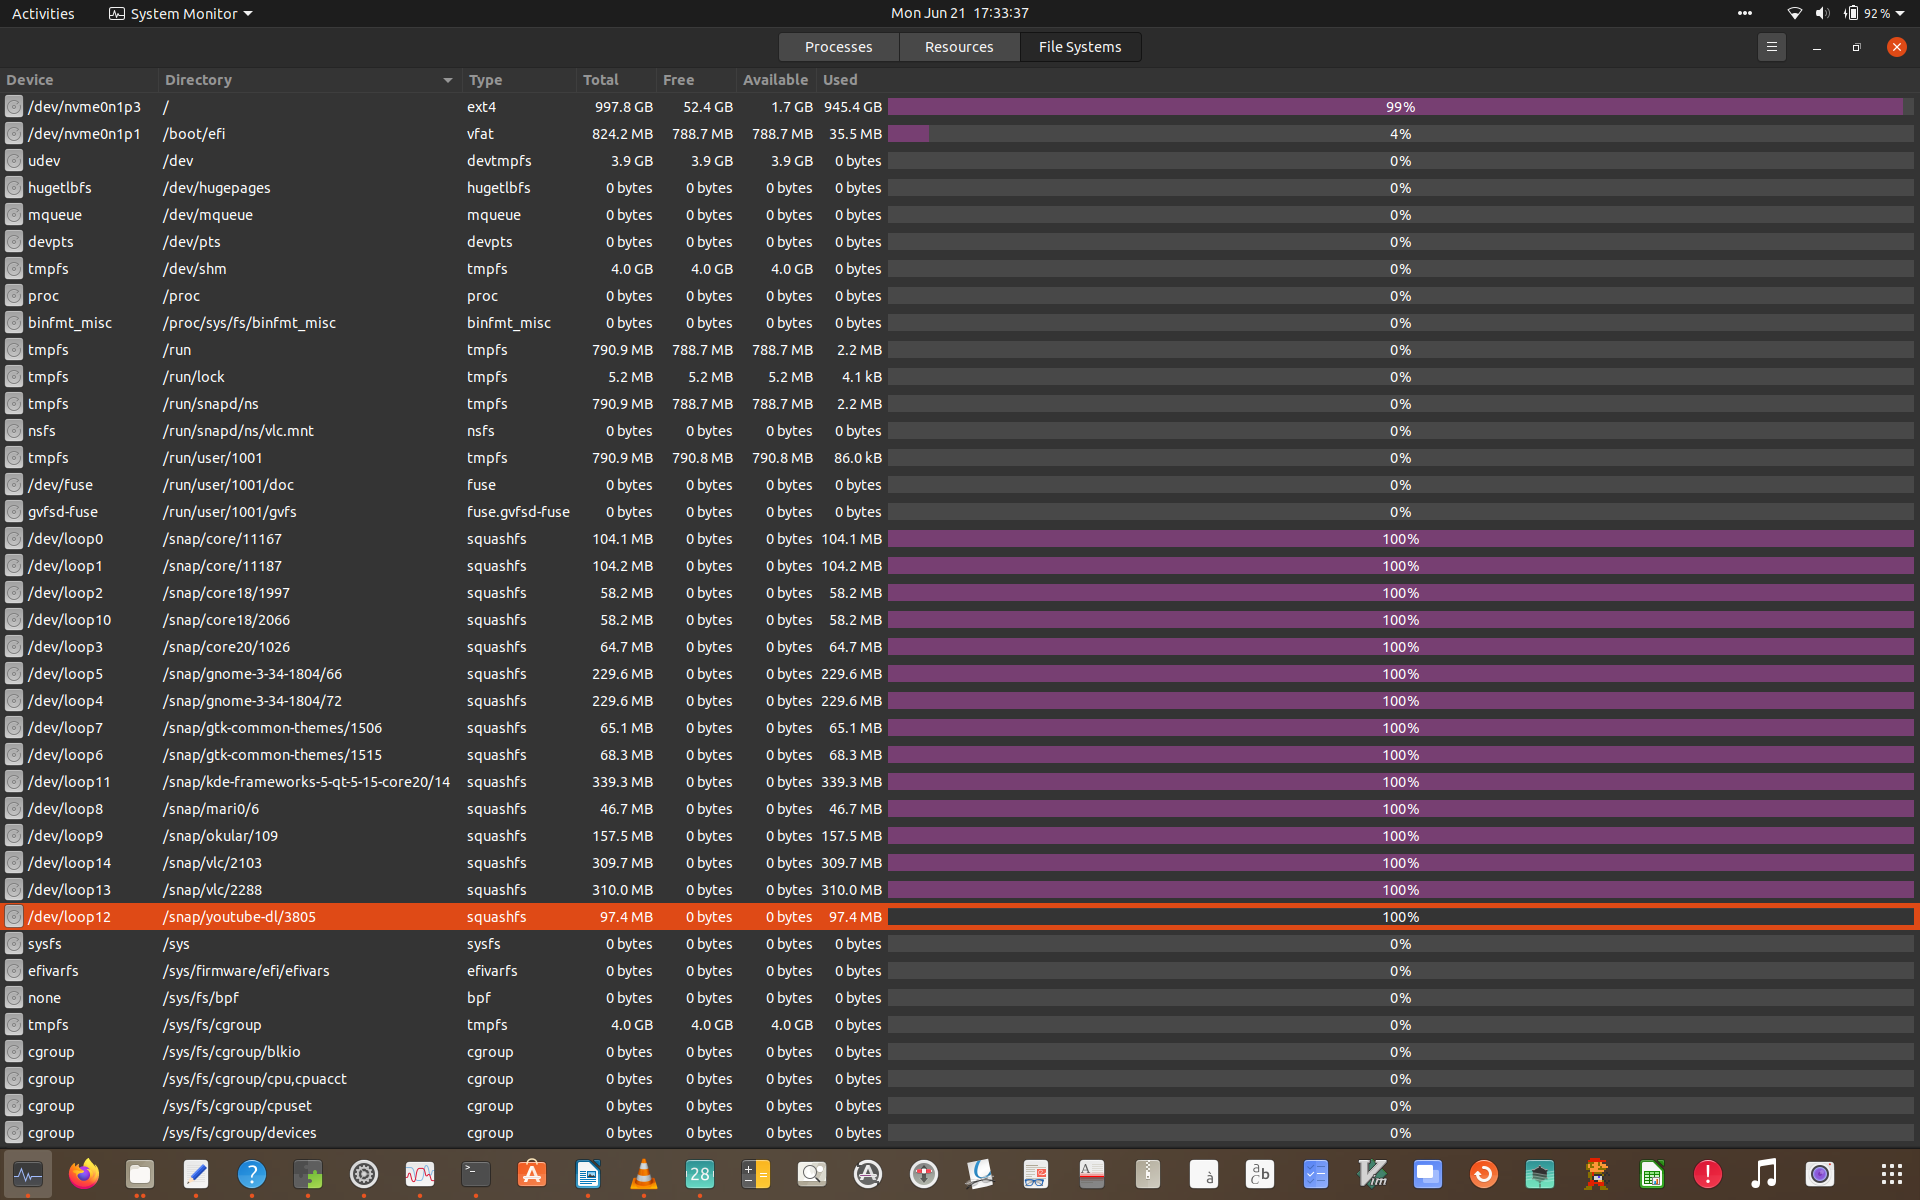 Activities System Monitor Mon Jun 21 17:33:37 92 %
Processes Resources File Systems
Device Directory Type Total Free Available Used
/dev/nvme0n1p3 / ext4 997.8 GB 52.4 GB 1.7 GB 945.4 GB 99%
/dev/nvme0n1p1 /boot/efi vfat 824.2 MB 788.7 MB 788.7 MB 35.5 MB 4%
udev /dev devtmpfs 3.9 GB 3.9 GB 3.9 GB 0 bytes 0%
hugetlbfs /dev/hugepages hugetlbfs 0 bytes 0 bytes 0 bytes 0 bytes 0%
mqueue /dev/mqueue mqueue 0 bytes 0 bytes 0 bytes 0 bytes 0%
devpts /dev/pts devpts 0 bytes 0 bytes 0 bytes 0 bytes 0%
tmpfs /dev/shm tmpfs 4.0 GB 4.0 GB 4.0 GB 0 bytes 0%
proc /proc proc 0 bytes 0 bytes 0 bytes 0 bytes 0%
binfmt_misc /proc/sys/fs/binfmt_misc binfmt_misc 0 bytes 0 bytes 0 bytes 0 bytes 0%
tmpfs /run tmpfs 790.9 MB 788.7 MB 788.7 MB 2.2 MB 0%
tmpfs /run/lock tmpfs 5.2 MB 5.2 MB 5.2 MB 4.1 kB 0%
tmpfs /run/snapd/ns tmpfs 790.9 MB 788.7 MB 788.7 MB 2.2 MB 0%
nsfs /run/snapd/ns/vlc.mnt nsfs 0 bytes 0 bytes 0 bytes 0 bytes 0%
tmpfs /run/user/1001 tmpfs 790.9 MB 790.8 MB 790.8 MB 86.0 kB 0%
/dev/fuse /run/user/1001/doc fuse 0 bytes 0 bytes 0 bytes 0 bytes 0%
gvfsd-fuse /run/user/1001/gvfs fuse.gvfsd-fuse 0 bytes 0 bytes 0 bytes 0 bytes 0%
/dev/loop0 /snap/core/11167 squashfs 104.1 MB 0 bytes 0 bytes 104.1 MB 100%
/dev/loop1 /snap/core/11187 squashfs 104.2 MB 0 bytes 0 bytes 104.2 MB 100%
/dev/loop2 /snap/core18/1997 squashfs 58.2 MB 0 bytes 0 bytes 58.2 MB 100%
/dev/loop10 /snap/core18/2066 squashfs 58.2 MB 0 bytes 0 bytes 58.2 MB 100%
/dev/loop3 /snap/core20/1026 squashfs 64.7 MB 0 bytes 0 bytes 64.7 MB 100%
/dev/loop5 /snap/gnome-3-34-1804/66 squashfs 229.6 MB 0 bytes 0 bytes 229.6 MB 100%
/dev/loop4 /snap/gnome-3-34-1804/72 squashfs 229.6 MB 0 bytes 0 bytes 229.6 MB 100%
/dev/loop7 /snap/gtk-common-themes/1506 squashfs 65.1 MB 0 bytes 0 bytes 65.1 MB 100%
/dev/loop6 /snap/gtk-common-themes/1515 squashfs 68.3 MB 0 bytes 0 bytes 68.3 MB 100%
/dev/loop11 /snap/kde-frameworks-5-qt-5-15-core20/14 squashfs 339.3 MB 0 bytes 0 bytes 339.3 MB 100%
/dev/loop8 /snap/mari0/6 squashfs 46.7 MB 0 bytes 0 bytes 46.7 MB 100%
/dev/loop9 /snap/okular/109 squashfs 157.5 MB 0 bytes 0 bytes 157.5 MB 100%
/dev/loop14 /snap/vlc/2103 squashfs 309.7 MB 0 bytes 0 bytes 309.7 MB 100%
/dev/loop13 /snap/vlc/2288 squashfs 310.0 MB 0 bytes 0 bytes 310.0 MB 100%
/dev/loop12 /snap/youtube-dl/3805 squashfs 97.4 MB 0 bytes 0 bytes 97.4 MB 100%
sysfs /sys sysfs 0 bytes 0 bytes 0 bytes 0 bytes 0%
efivarfs /sys/firmware/efi/efivars efivarfs 0 bytes 0 bytes 0 bytes 0 bytes 0%
none /sys/fs/bpf bpf 0 bytes 0 bytes 0 bytes 0 bytes 0%
tmpfs /sys/fs/cgroup tmpfs 4.0 GB 4.0 GB 4.0 GB 0 bytes 0%
cgroup /sys/fs/cgroup/blkio cgroup 0 bytes 0 bytes 0 bytes 0 bytes 0%
cgroup /sys/fs/cgroup/cpu,cpuacct cgroup 0 bytes 0 bytes 0 bytes 0 bytes 0%
cgroup /sys/fs/cgroup/cpuset cgroup 0 bytes 0 bytes 0 bytes 0 bytes 0%
cgroup /sys/fs/cgroup/devices cgroup 0 bytes 0 bytes 0 bytes 0 bytes 0%
28